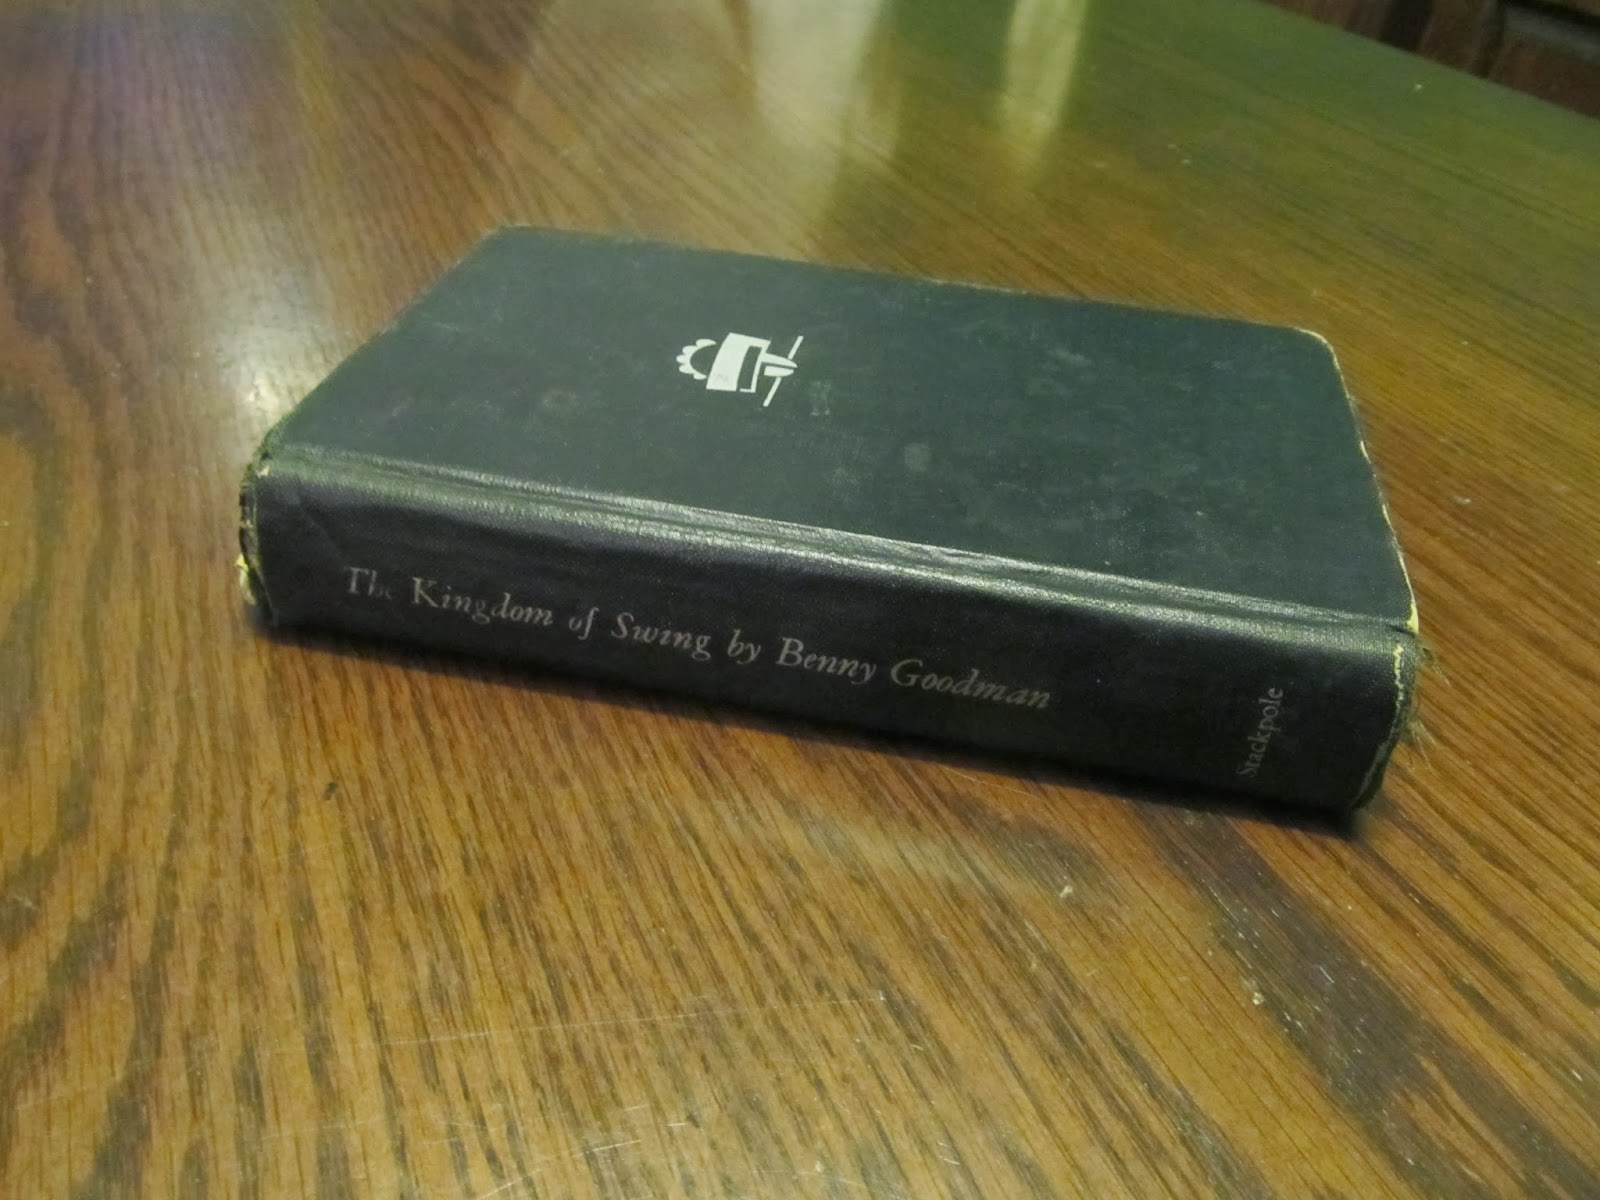 The Kingdom of Swing by Benny Goodman
Stackpole